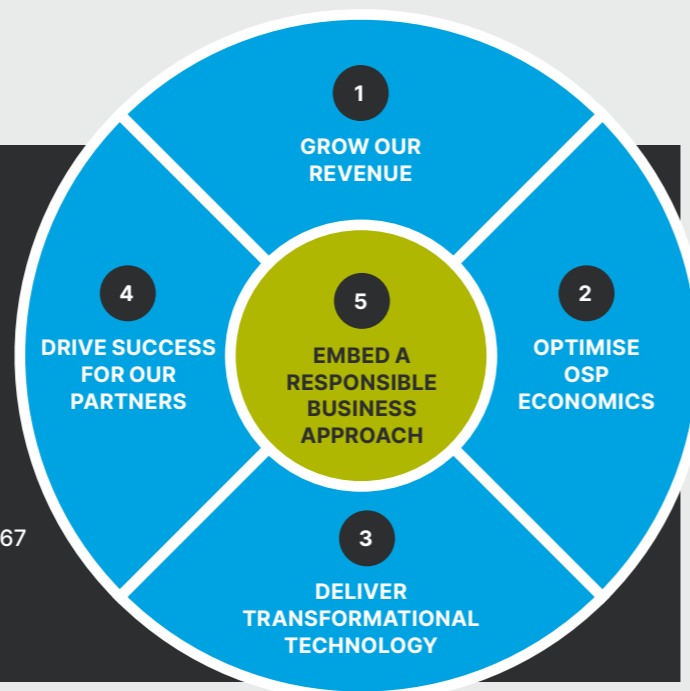 1
GROW OUR
REVENUE
2
OPTIMISE
OSP
ECONOMICS
3
DELIVER
TRANSFORMATIONAL
TECHNOLOGY
4
DRIVE SUCCESS
FOR OUR
PARTNERS
5
EMBED A
RESPONSIBLE
BUSINESS
APPROACH
67